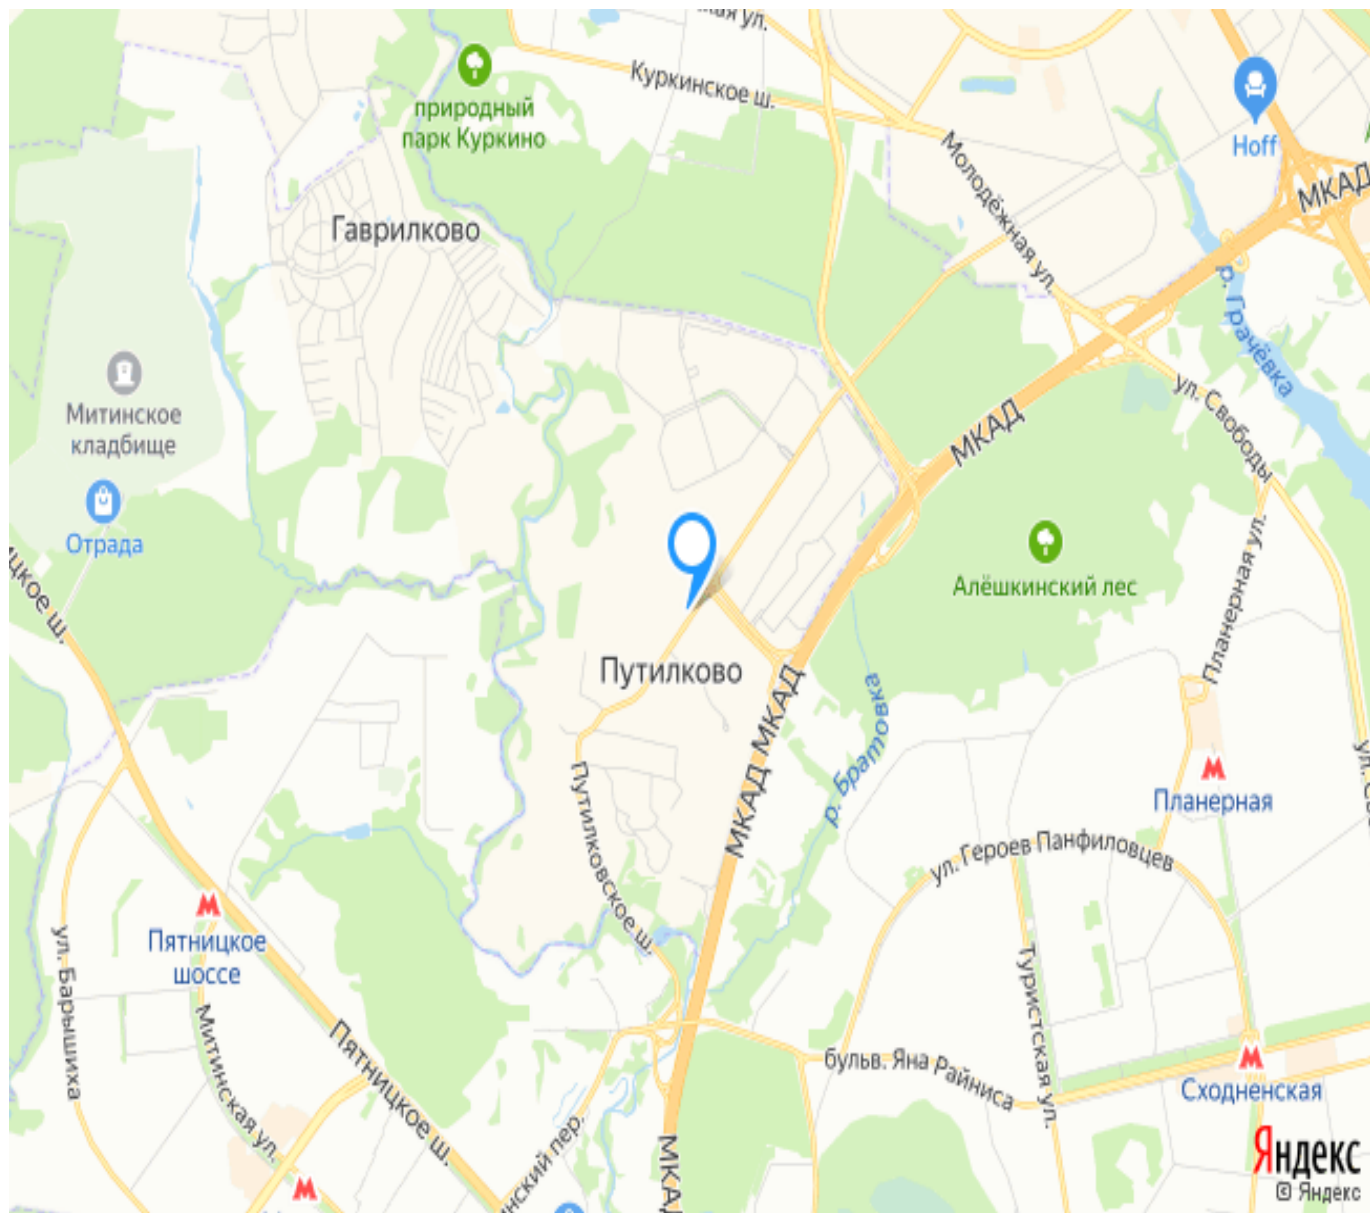 Куркинское ш.
природный
парк Куркино
Hoff
МКАД
Молодёжная ул.
Гаврилково
р. Грачёвка
Митинское
кладбище
МКАД
ул. Свободы
Отрада
Алёшкинский лес
Планерная ул.
Путилково
МКАД
р. Братовка
МКАД
Планерная
Путилковское ш.
ул. Героев Панфиловцев
Пятницкое
шоссе
ул. Барышиха
Туристская ул.
Митинская ул.
Пятницкое ш.
бульв. Яна Райниса
Сходненская
пер.
Яндекс
© Яндекс